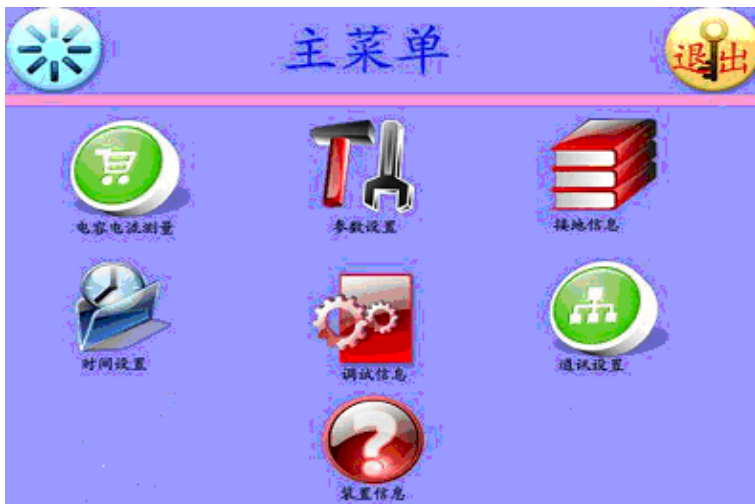 主菜单
退出
电容电流测量
参数设置
接地信息
时间设置
调试信息
通讯设置
装置信息